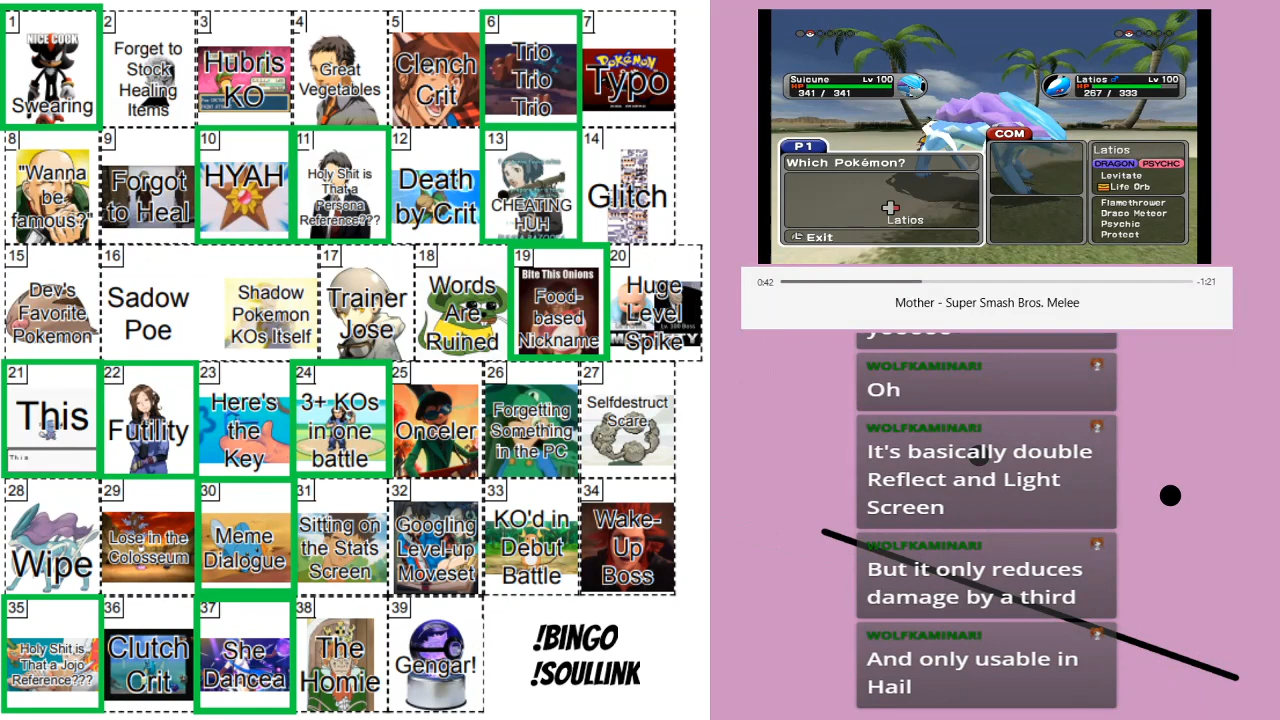 1
NICE COOK
Swearing
2
Forget to
Stock
Healing
Items
3
Hubris
KO
4
Great
Vegetables
5
Clench
Crit
6
Trio
Trio
Trio
7
POKéMON
Typo
8
"Wanna
be
famous?"
9
Forgot
to Heal
10
HYAH
11
Holy Shit is
That a
Persona
Reference???
12
Death
by Crit
13
CHEATING
HUH
14
Glitch
15
Dev's
Favorite
Pokemon
16
Sadow
Poe
Shadow
Pokemon
KOs Itself
17
Trainer
Jose
18
Words
Are
Ruined
19
Bite This Onions
Food-
based
Nickname
20
Huge
Level
Spike
21
This
This
22
Futility
23
Here's
the
Key
24
3+ KOs
in one
battle
25
Onceler
26
Forgetting
Something
in the PC
27
Selfdestruct
Scare
28
Wipe
29
Lose in the
Colosseum
30
Meme
Dialogue
31
Sitting on
the Stats
Screen
32
Googling
Level-up
Moveset
33
KO'd in
Debut
Battle
34
Wake-
Up
Boss
35
Holy Shit is
That a Jojo
Reference???
36
Clutch
Crit
37
She
Dancea
38
The
Homie
39
Gengar!
!BINGO
!SOULLINK
Suicune Lv 100
HP
341 / 341
Latios ♂ Lv 100
HP
267 / 333
P1
Which Pokémon?
Latios
Exit
COM
Latios
DRAGON PSYCHC
Levitate
Life Orb
Flamethrower
Draco Meteor
Psychic
Protect
0:42
-1:21
Mother - Super Smash Bros. Melee
WOLFKAMINARI
Oh
WOLFKAMINARI
It's basically double
Reflect and Light
Screen
WOLFKAMINARI
But it only reduces
damage by a third
WOLFKAMINARI
And only usable in
Hail